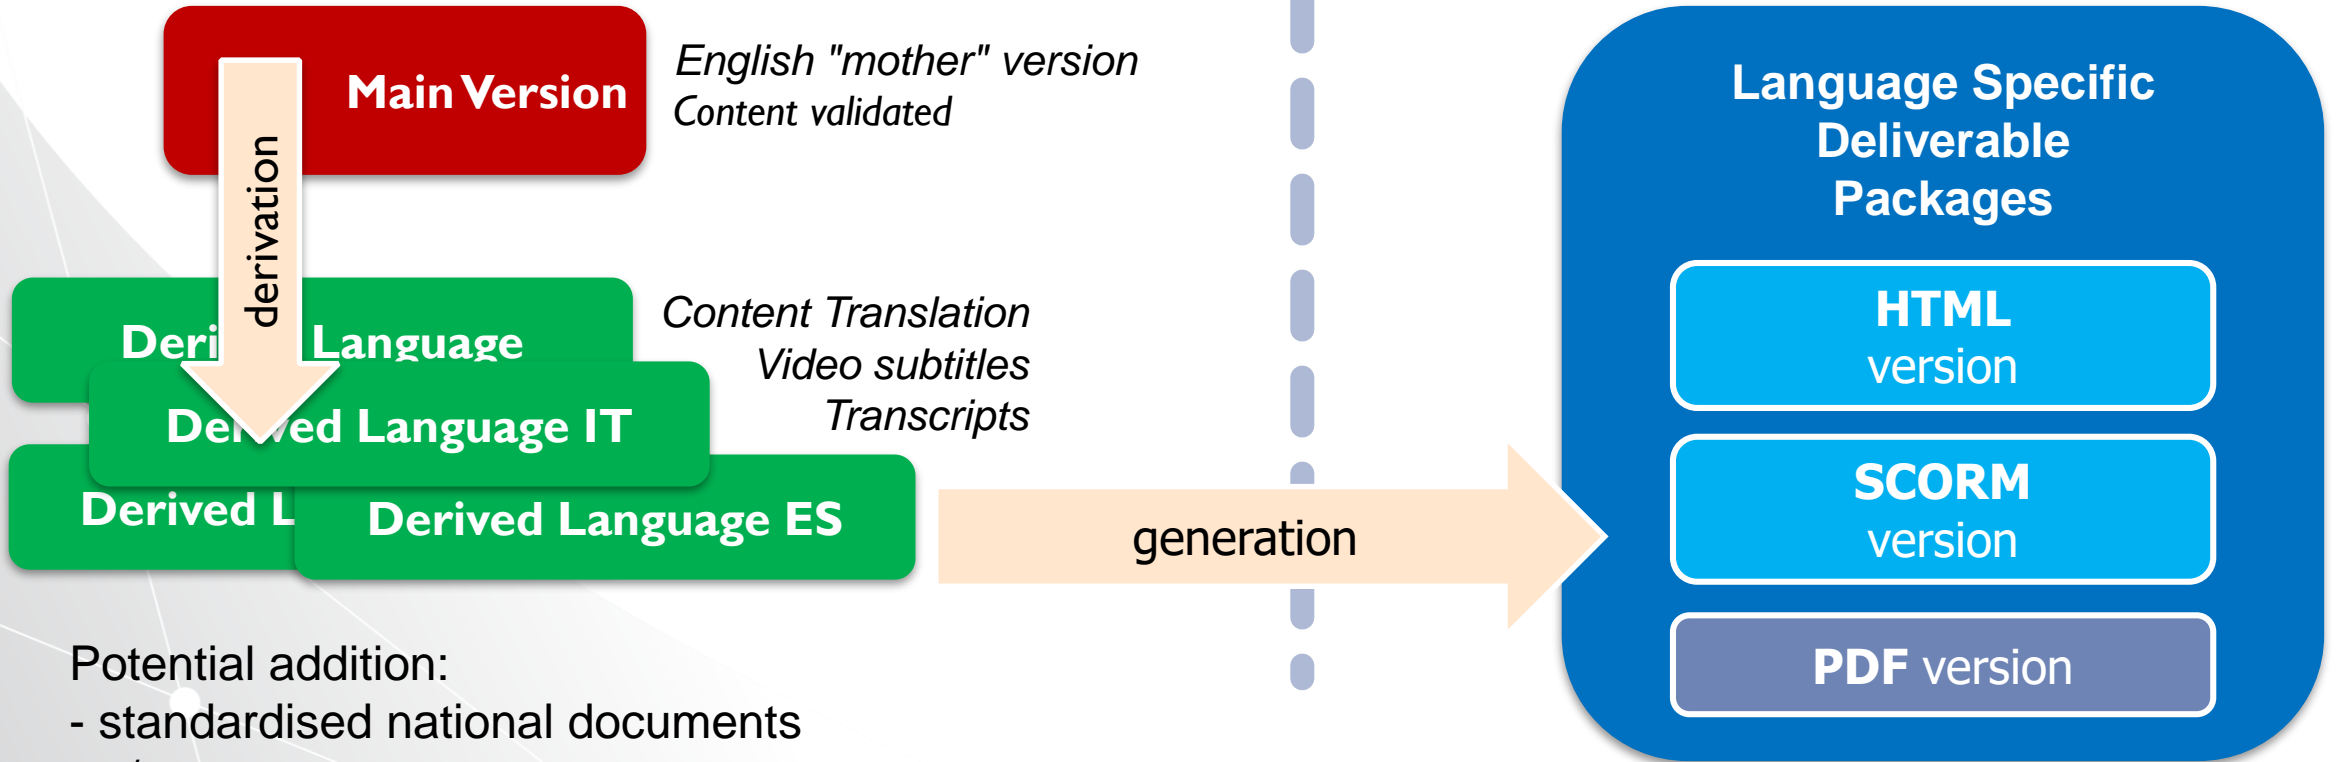 Main Version
English "mother" version
Content validated
derivation
Language
Derived Language IT
Derived
Derived Language ES
Content Translation
Video subtitles
Transcripts
generation
Potential addition:
- standardised national documents
Language Specific
Deliverable
Packages
HTML
version
SCORM
version
PDF version